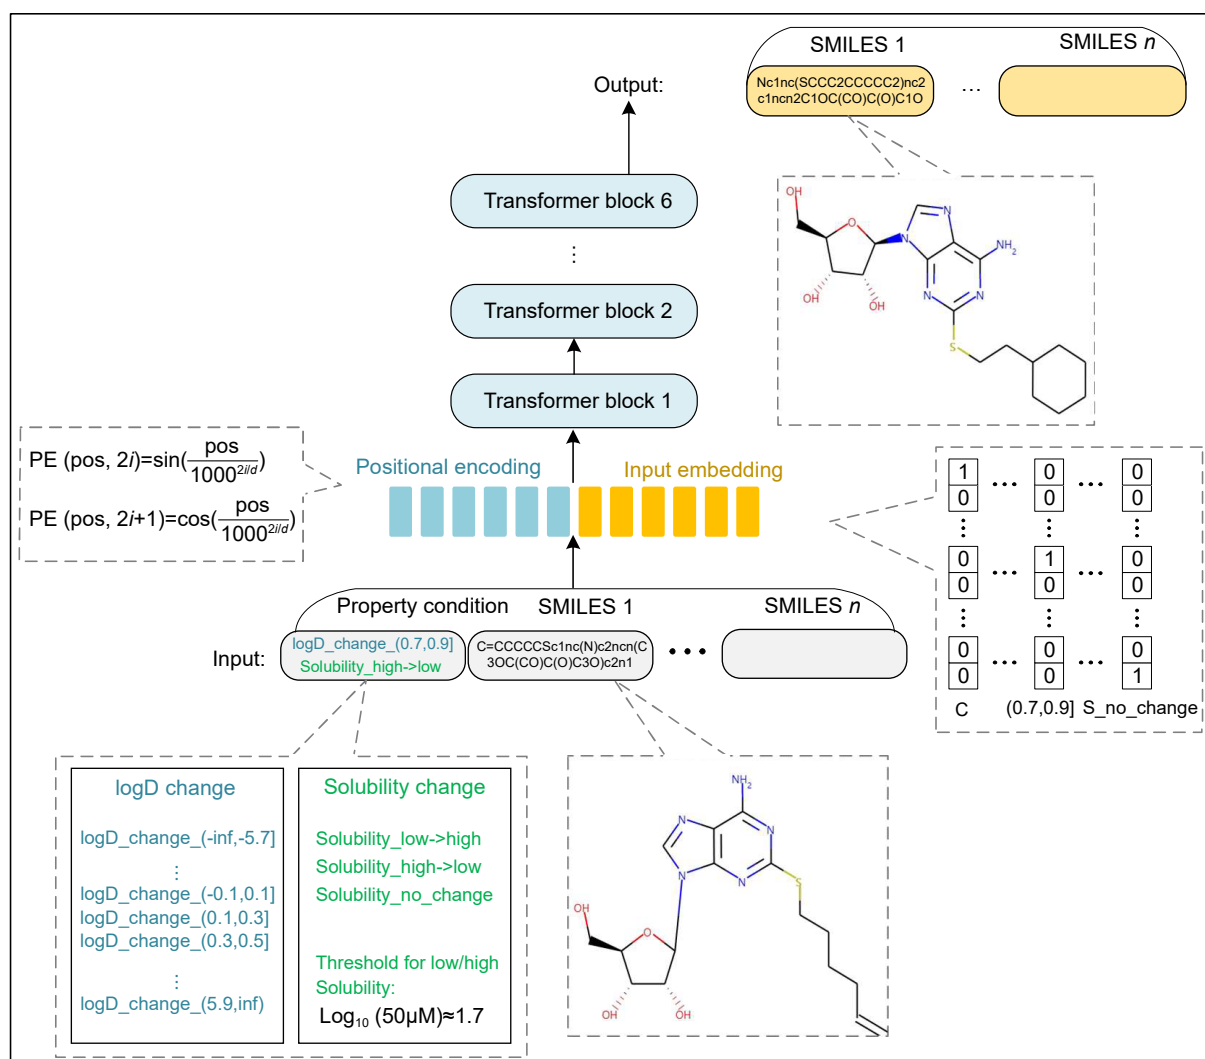 SMILES 1
SMILES n
Nc1nc(SCCC2CCCCC2)nc2
c1ncn2C1OC(CO)C(O)C1O
...
Output:
Transformer block 6
OH
O
N
N
N
NH2
OH
OH
N
N
S
...
Transformer block 2
Transformer block 1
PE (pos, 2i)=sin(pos/1000^2i/d)
PE (pos, 2i+1)=cos(pos/1000^2i/d)
Positional encoding
Input embedding
1 ... 0 ... 0
0 0 0
... ... ...
0 ... 1 ... 0
0 0 0
... ... ...
0 ... 0 ... 0
0 0 1
C (0.7,0.9] S_no_change
Property condition
SMILES 1
SMILES n
Input:
logD_change_(0.7,0.9]
Solubility_high->low
C=CCCCCSc1nc(N)c2ncn(C
3OC(CO)C(O)C3O)c2n1
...
logD change
logD_change_(-inf,-5.7]
...
logD_change_(-0.1,0.1]
logD_change_(0.1,0.3]
logD_change_(0.3,0.5]
...
logD_change_(5.9,inf)
Solubility change
Solubility_low->high
Solubility_high->low
Solubility_no_change
Threshold for low/high
Solubility:
Log10 (50μM)≈1.7
NH2
N
N
N
N
S
OH
O
OH
OH